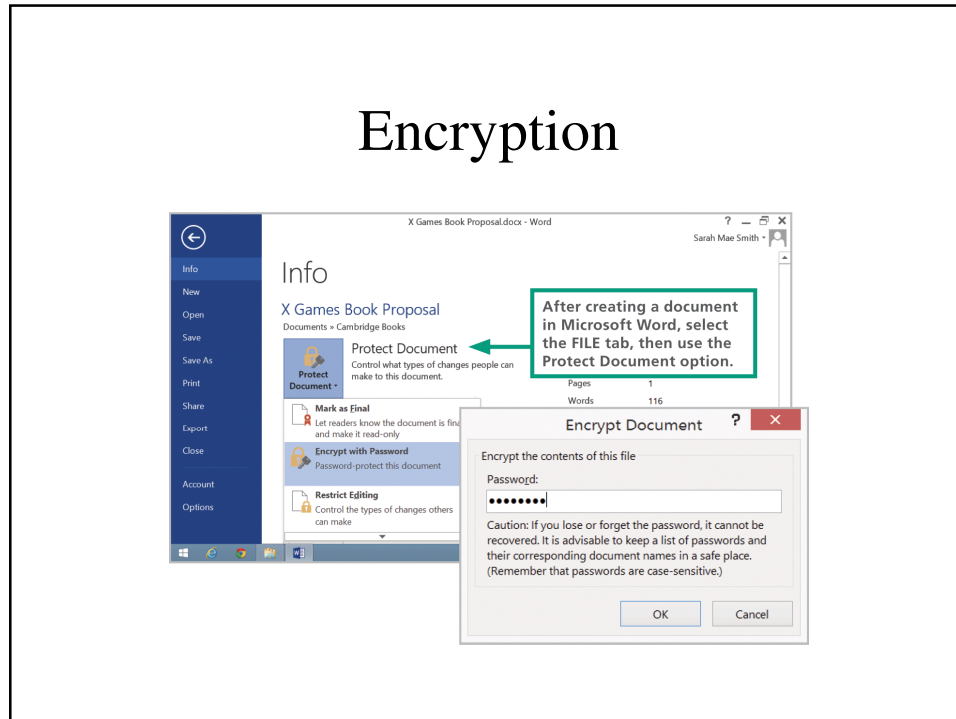 Encryption
X Games Book Proposal.docx - Word
?
Sarah Mae Smith
Info
New
Open
Save
Save As
Print
Share
Export
Close
Account
Options
Info
X Games Book Proposal
Documents » Cambridge Books
Protect
Document
Protect Document
Control what types of changes people can
make to this document.
After creating a document
in Microsoft Word, select
the FILE tab, then use the
Protect Document option.
Pages 1
Words 116
Mark as Final
Let readers know the document is fina
and make it read-only
Encrypt with Password
Password-protect this document
Restrict Editing
Control the types of changes others
can make
Encrypt Document ?
Encrypt the contents of this file
Password:
Caution: If you lose or forget the password, it cannot be
recovered. It is advisable to keep a list of passwords and
their corresponding document names in a safe place.
(Remember that passwords are case-sensitive.)
OK Cancel